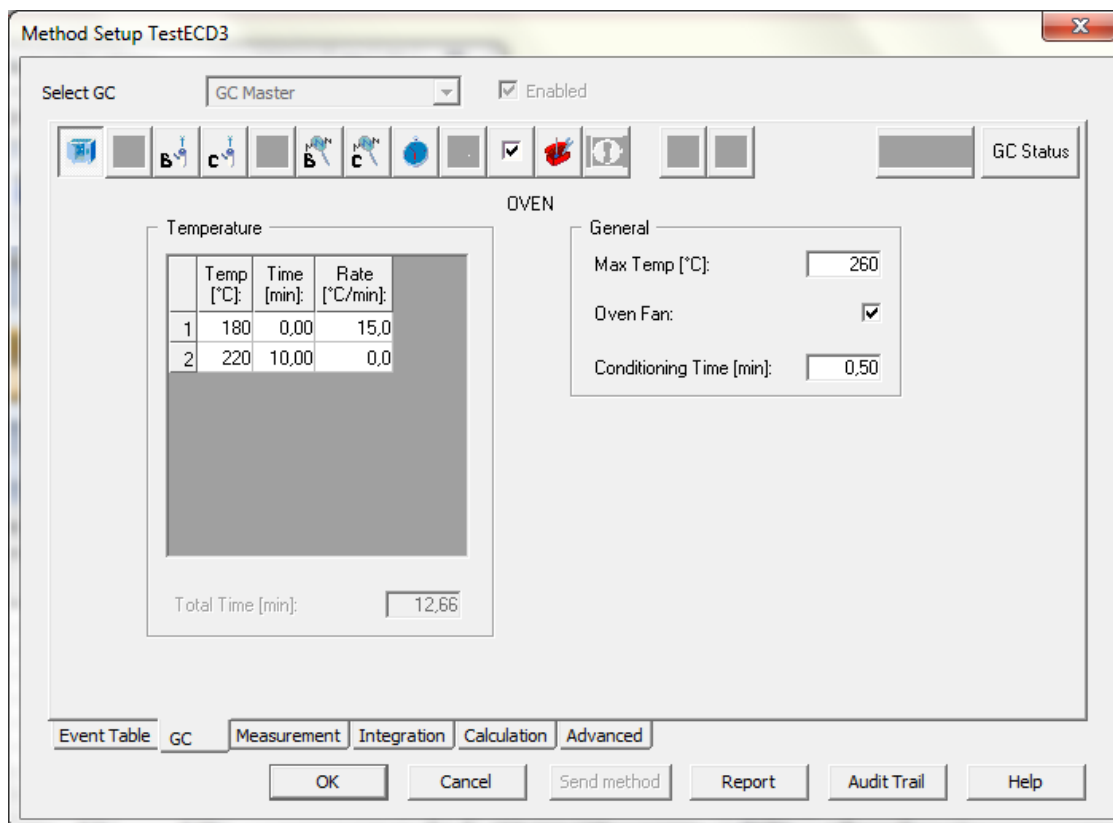 Method Setup TestECD3
Select GC GC Master Enabled
B C B C GC Status
OVEN
Temperature
Temp [°C]: Time [min]: Rate [°C/min]:
1 180 0,00 15,0
2 220 10,00 0,0
Total Time [min]: 12,66
General
Max Temp [°C]: 260
Oven Fan:
Conditioning Time [min]: 0,50
Event Table GC Measurement Integration Calculation Advanced
OK Cancel Send method Report Audit Trail Help